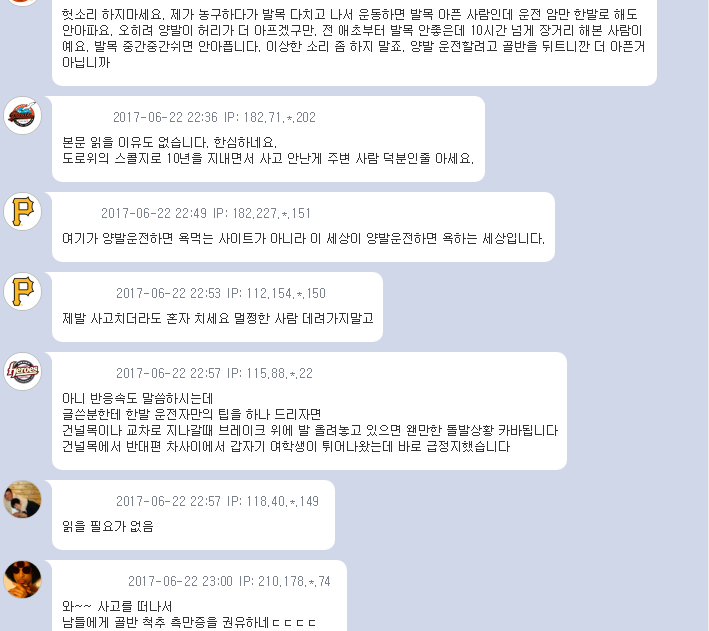 헛소리 하지마세요. 제가 농구하다가 발목 다치고 나서 운동하면 발목 아픈 사람인데 운전 암만 한발로 해도
안아파요. 오히려 양발이 허리가 더 아프겠구만. 전 애초부터 발목 안좋은데 10시간 넘게 장거리 해본 사람이
예요. 발목 중간중간쉬면 안아픕니다. 이상한 소리 좀 하지 말죠. 양발 운전할려고 골반을 뒤트니깐 더 아픈거
아닙니까
2017-06-22 22:36 IP: 182.71.*.202
본문 읽을 이유도 없습니다. 한심하네요.
도로위의 스쿨지로 10년을 지내면서 사고 안난게 주변 사람 덕분인줄 아세요.
P
2017-06-22 22:49 IP: 182.227.*.151
여기가 양발운전하면 욕먹는 사이트가 아니라 이 세상이 양발운전하면 욕하는 세상입니다.
P
2017-06-22 22:53 IP: 112.154.*.150
제발 사고치더라도 혼자 치세요 멀쩡한 사람 데려가지말고
Heroes
2017-06-22 22:57 IP: 115.88.*.22
아니 반응속도 말씀하시는데
글쓴분한테 한발 운전자만의 팁을 하나 드리자면
건널목이나 교차로 지나갈때 브레이크 위에 발 올려놓고 있으면 왠만한 돌발상황 카바됩니다
건널목에서 반대편 차사이에서 갑자기 여학생이 튀어나왔는데 바로 급정지했습니다
2017-06-22 22:57 IP: 118.40.*.149
읽을 필요가 없음
2017-06-22 23:00 IP: 210.178.*.74
와~~ 사고를 떠나서
남들에게 골반 척추 측만증을 권유하네ㄷㄷㄷㄷ